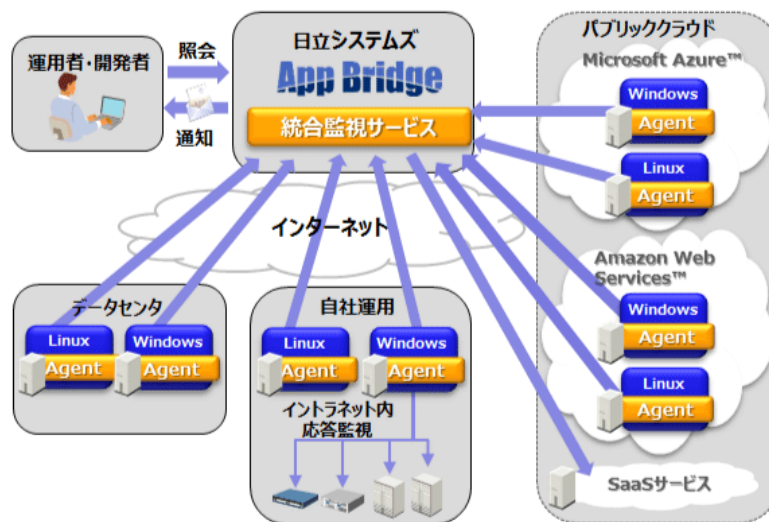 運用者・開発者
照会
通知
日立システムズ
App Bridge
統合監視サービス
パブリッククラウド
Microsoft Azure™
Windows
Agent
Linux
Agent
インターネット
Amazon Web
Services™
Windows
Agent
Linux
Agent
データセンタ
Linux
Agent
Windows
Agent
自社運用
Linux
Agent
Windows
Agent
イントラネット内
応答監視
SaaSサービス